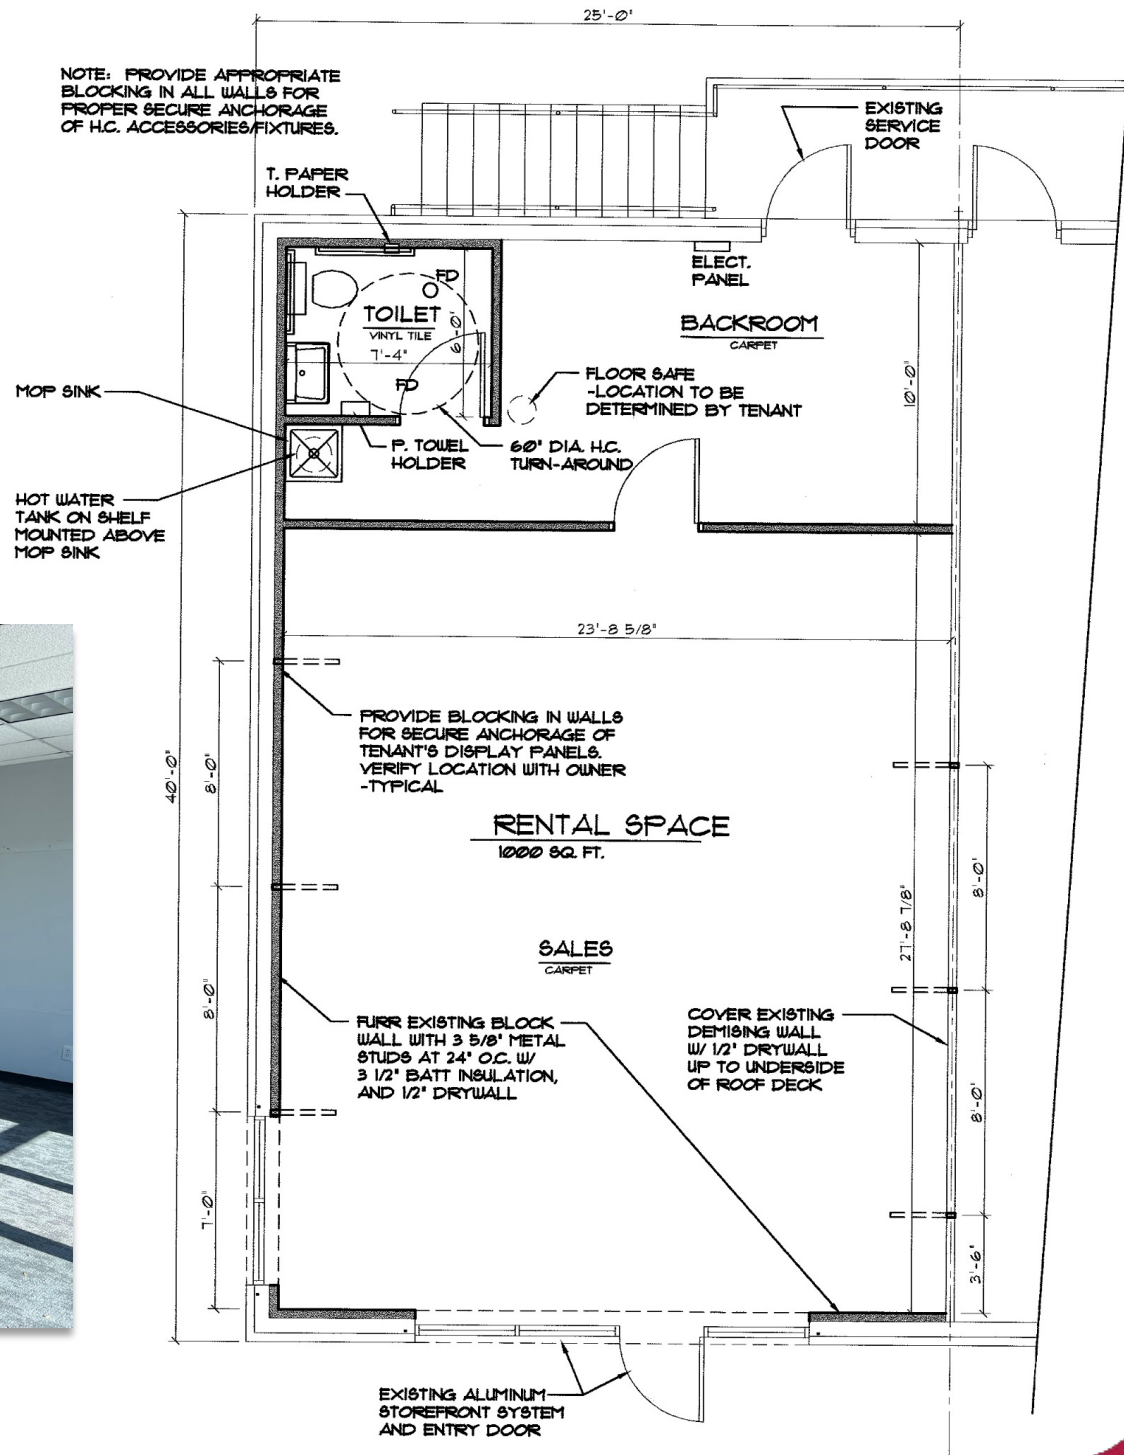 25'-0"
NOTE: PROVIDE APPROPRIATE
BLOCKING IN ALL WALLS FOR
PROPER SECURE ANCHORAGE
OF H.C. ACCESSORIES/FIXTURES.
EXISTING
SERVICE
DOOR
T. PAPER
HOLDER
ELECT.
PANEL
FD
TOILET
VINYL TILE
7'-4"
6'-0"
FD
BACKROOM
CARPET
10'-0"
MOP SINK
FLOOR SAFE
-LOCATION TO BE
DETERMINED BY TENANT
P. TOWEL
HOLDER
60" DIA. H.C.
TURN-AROUND
HOT WATER
TANK ON SHELF
MOUNTED ABOVE
MOP SINK
23'-8 5/8"
PROVIDE BLOCKING IN WALLS
FOR SECURE ANCHORAGE OF
TENANT'S DISPLAY PANELS.
VERIFY LOCATION WITH OWNER
-TYPICAL
40'-0"
8'-0"
RENTAL SPACE
1000 SQ. FT.
8'-0"
27'-8 7/8"
SALES
CARPET
8'-0"
FURR EXISTING BLOCK
WALL WITH 3 5/8" METAL
STUDS AT 24" O.C. W/
3 1/2" BATT INSULATION,
AND 1/2" DRYWALL
COVER EXISTING
DEMISING WALL
W/ 1/2" DRYWALL
UP TO UNDERSIDE
OF ROOF DECK
8'-0"
7'-0"
3'-6"
EXISTING ALUMINUM
STOREFRONT SYSTEM
AND ENTRY DOOR